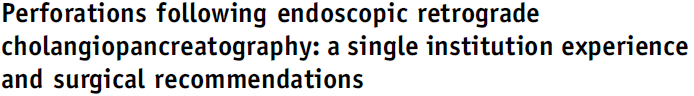 Perforations following endoscopic retrograde
cholangiopancreatography: a single institution experience
and surgical recommendations